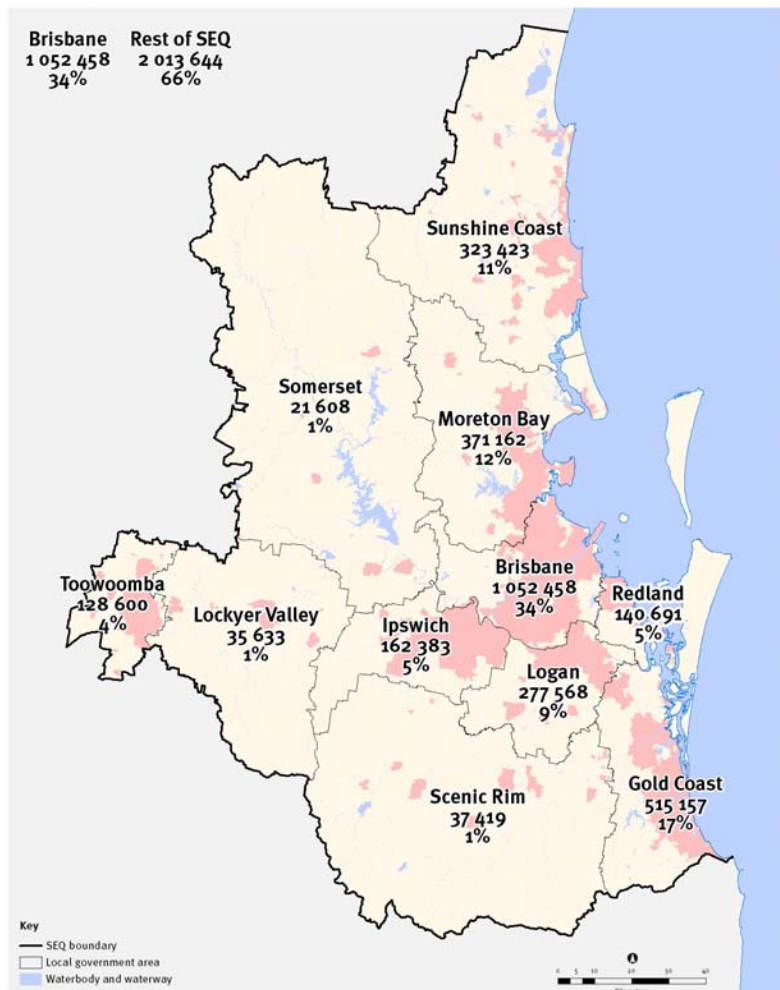 Brisbane
1 052 458
34%
Rest of SEQ
2 013 644
66%
Sunshine Coast
323 423
11%
Somerset
21 608
1%
Moreton Bay
371 162
12%
Brisbane
1 052 458
34%
Redland
140 691
5%
Toowoomba
128 600
4%
Lockyer Valley
35 633
1%
Ipswich
162 383
5%
Logan
277 568
9%
Gold Coast
515 157
17%
Scenic Rim
37 419
1%
Key
SEQ boundary
Local government area
Waterbody and waterway
0 5 10 20 30 40